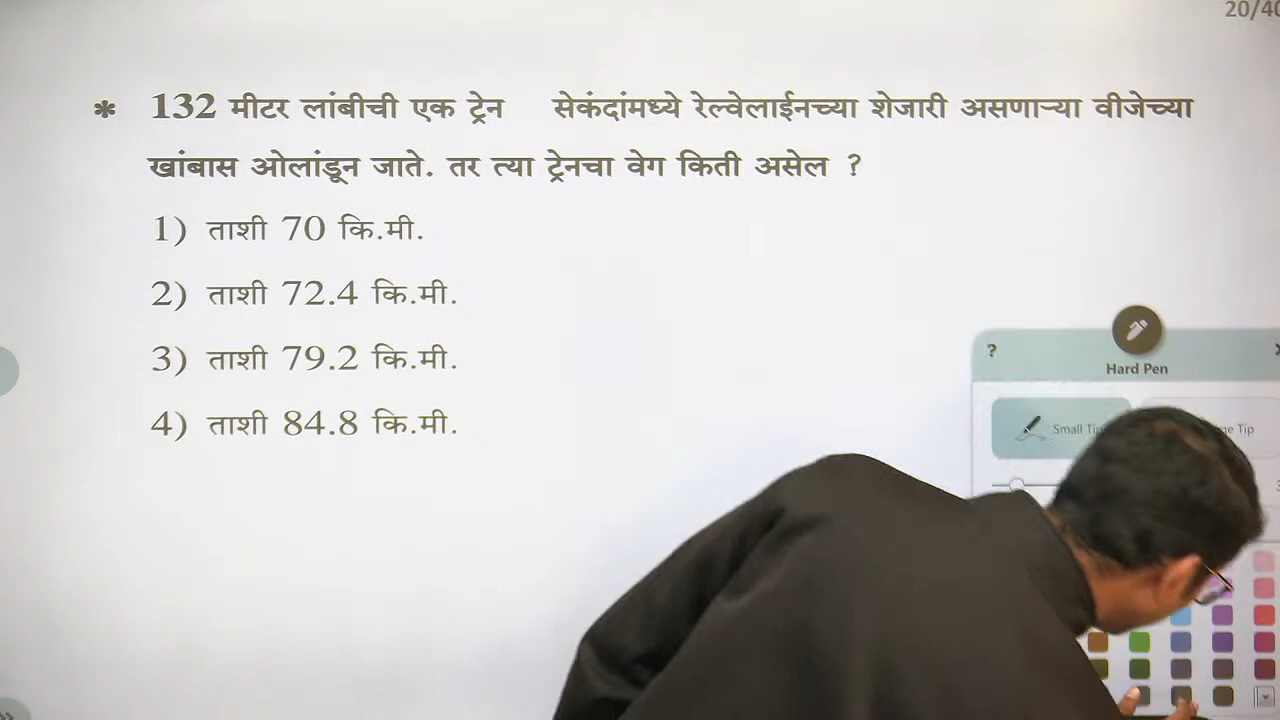 20/40
* 132 मीटर लांबीची एक ट्रेन सेकंदांमध्ये रेल्वेलाईनच्या शेजारी असणाऱ्या वीजेच्या
खांबास ओलांडून जाते. तर त्या ट्रेनचा वेग किती असेल ?
1) ताशी 70 कि.मी.
2) ताशी 72.4 कि.मी.
3) ताशी 79.2 कि.मी.
4) ताशी 84.8 कि.मी.
?
Hard Pen
Small Tip
Tip